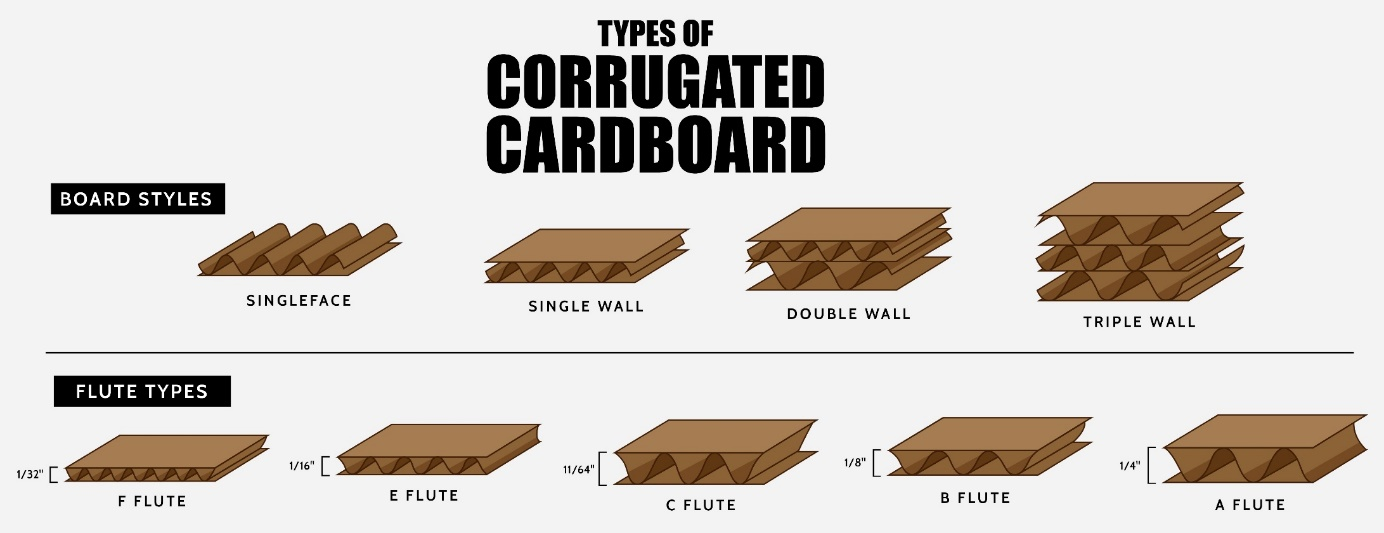 TYPES OF
CORRUGATED
CARDBOARD
BOARD STYLES
SINGLEFACE
SINGLE WALL
DOUBLE WALL
TRIPLE WALL
FLUTE TYPES
1/32"
F FLUTE
1/16"
E FLUTE
11/64"
C FLUTE
1/8"
B FLUTE
1/4"
A FLUTE